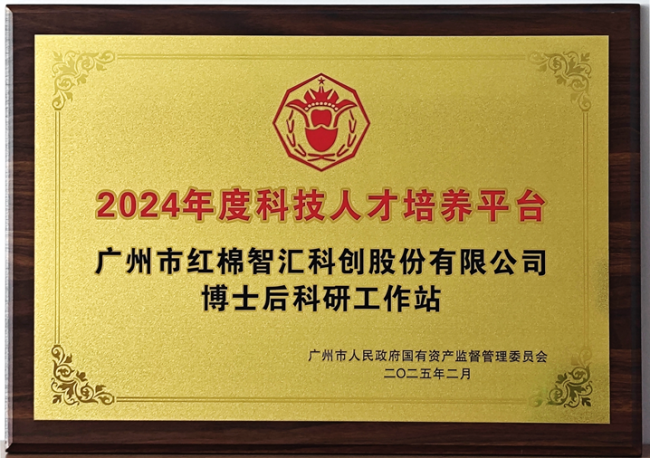 2024年度科技人才培养平台
广州市红棉智汇科创股份有限公司
博士后科研工作站
广州市人民政府国有资产监督管理委员会
二〇二五年二月